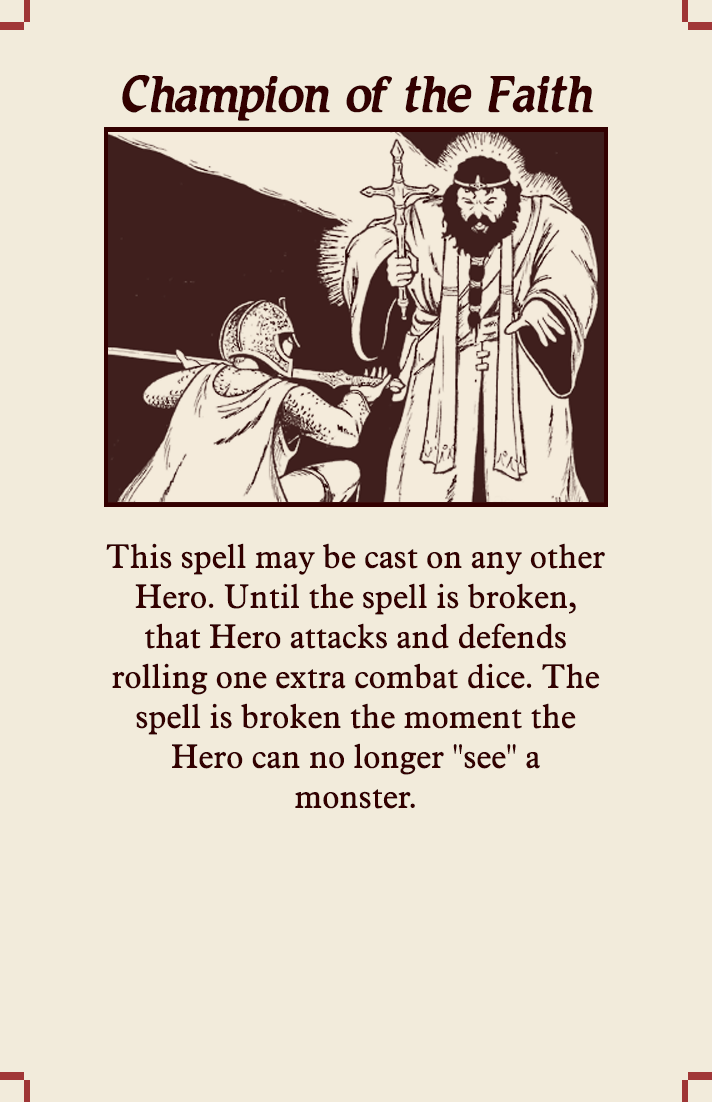 Champion of the Faith
This spell may be cast on any other
Hero. Until the spell is broken,
that Hero attacks and defends
rolling one extra combat dice. The
spell is broken the moment the
Hero can no longer "see" a
monster.